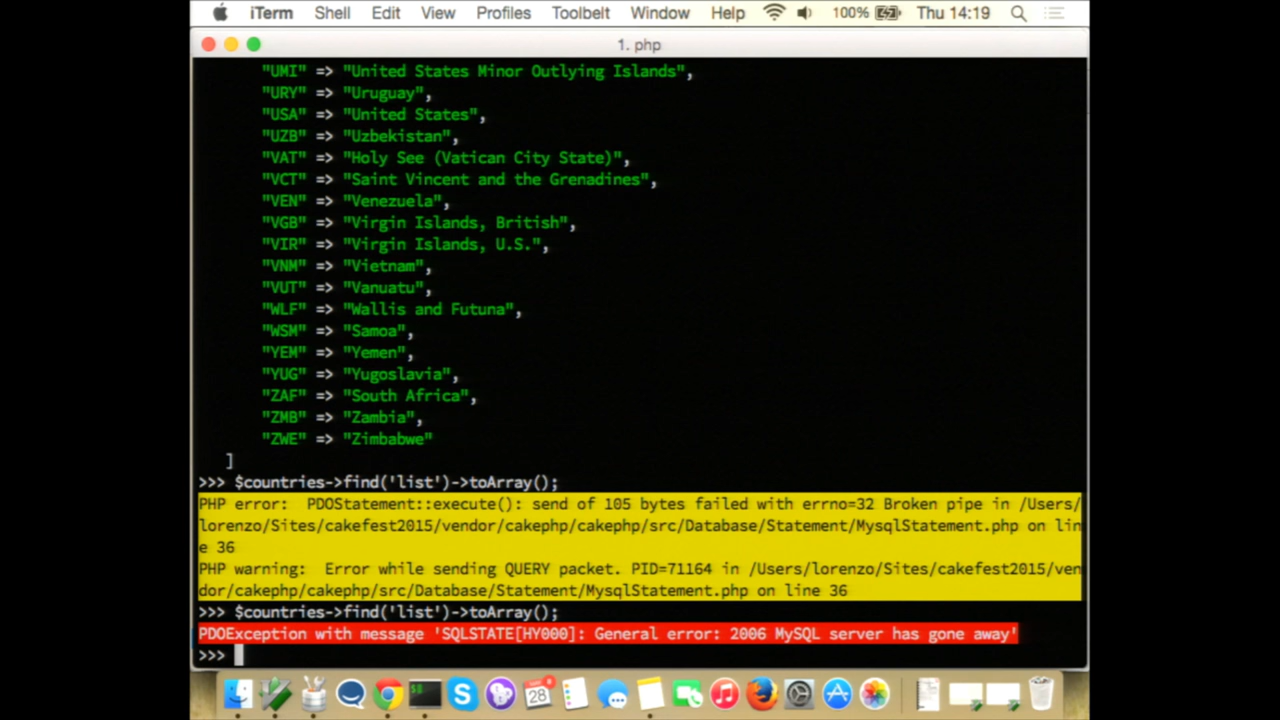 iTerm Shell Edit View Profiles Toolbelt Window Help 100% Thu 14:19
1. php
"UMI" => "United States Minor Outlying Islands",
"URY" => "Uruguay",
"USA" => "United States",
"UZB" => "Uzbekistan",
"VAT" => "Holy See (Vatican City State)",
"VCT" => "Saint Vincent and the Grenadines",
"VEN" => "Venezuela",
"VGB" => "Virgin Islands, British",
"VIR" => "Virgin Islands, U.S.",
"VNM" => "Vietnam",
"VUT" => "Vanuatu",
"WLF" => "Wallis and Futuna",
"WSM" => "Samoa",
"YEM" => "Yemen",
"YUG" => "Yugoslavia",
"ZAF" => "South Africa",
"ZMB" => "Zambia",
"ZWE" => "Zimbabwe"
]
>>> $countries->find('list')->toArray();
PHP error:  PDOStatement::execute(): send of 105 bytes failed with errno=32 Broken pipe in /Users/
lorenzo/Sites/cakefest2015/vendor/cakephp/cakephp/src/Database/Statement/MysqlStatement.php on lin
e 36
PHP warning:  Error while sending QUERY packet. PID=71164 in /Users/lorenzo/Sites/cakefest2015/ven
dor/cakephp/cakephp/src/Database/Statement/MysqlStatement.php on line 36
>>> $countries->find('list')->toArray();
PDOException with message 'SQLSTATE[HY000]: General error: 2006 MySQL server has gone away'
>>>
28